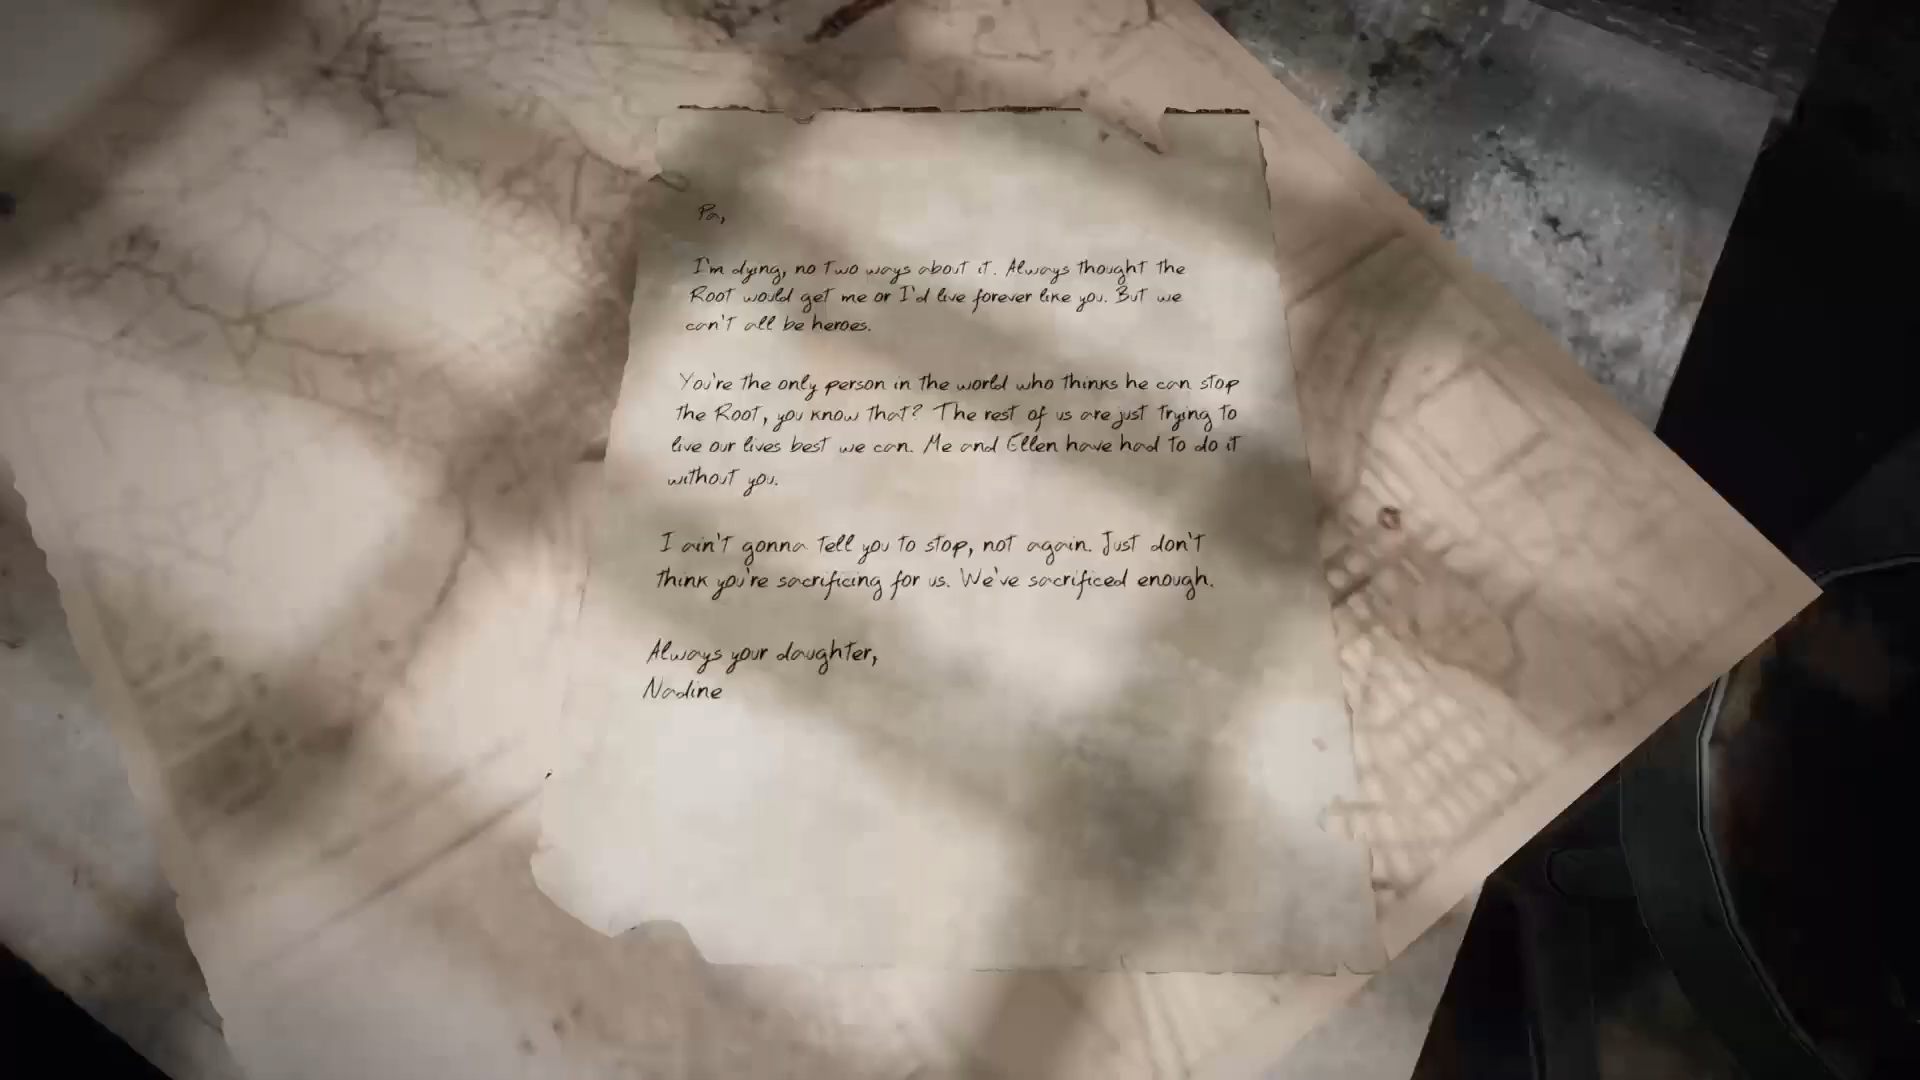 Pa,
I'm dying, no two ways about it. Always thought the
Root would get me or I'd live forever like you. But we
can't all be heroes.
You're the only person in the world who thinks he can stop
the Root, you know that? The rest of us are just trying to
live our lives best we can. Me and Ellen have had to do it
without you.
I ain't gonna tell you to stop, not again. Just don't
think you're sacrificing for us. We've sacrificed enough.
Always your daughter,
Nadine